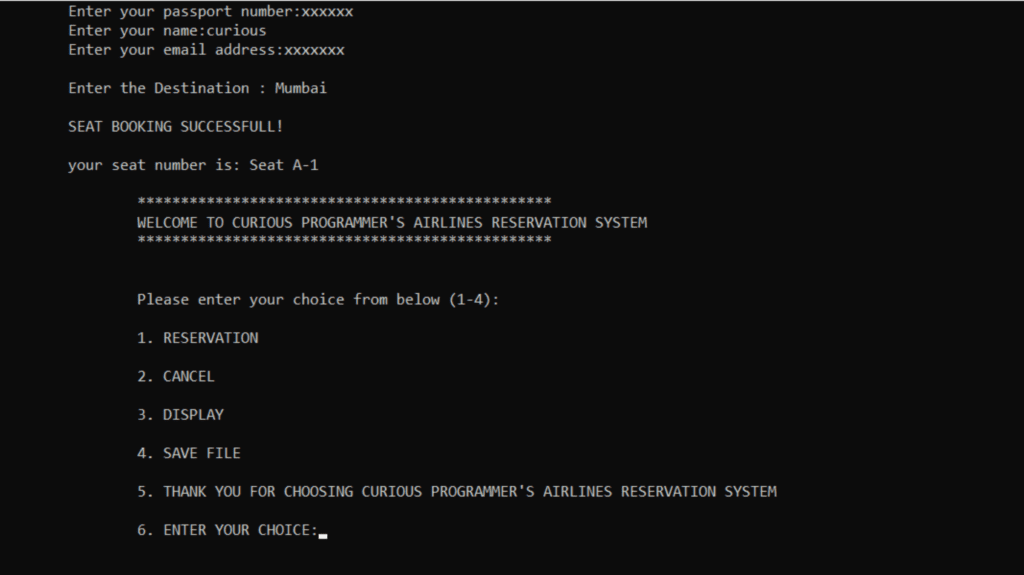 Enter your passport number:xxxxxx
Enter your name:curious
Enter your email address:xxxxxxx
Enter the Destination : Mumbai
SEAT BOOKING SUCCESSFULL!
your seat number is: Seat A-1
************************************************
WELCOME TO CURIOUS PROGRAMMER'S AIRLINES RESERVATION SYSTEM
************************************************
Please enter your choice from below (1-4):
1. RESERVATION
2. CANCEL
3. DISPLAY
4. SAVE FILE
5. THANK YOU FOR CHOOSING CURIOUS PROGRAMMER'S AIRLINES RESERVATION SYSTEM
6. ENTER YOUR CHOICE: